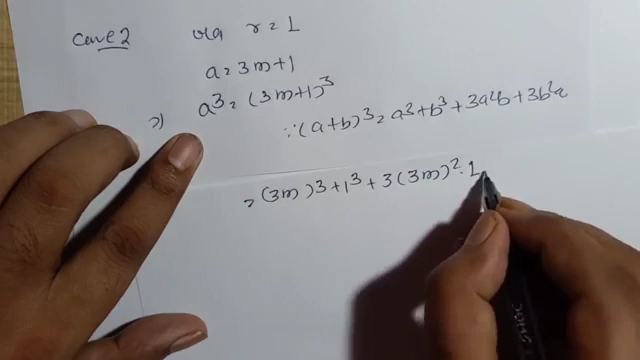 Case 2 r = 1
a = 3m+1
⇒ a³ = (3m+1)³
∵ (a+b)³ = a³+b³+3a²b+3b²a
= (3m)³+1³+3(3m)²·1